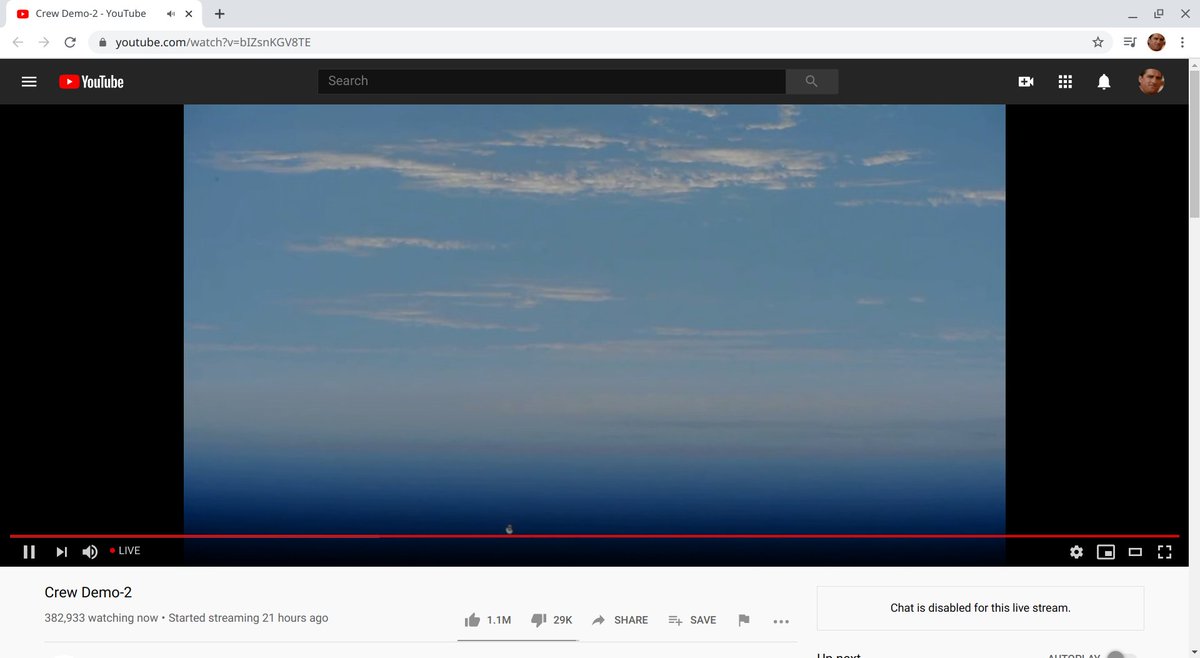 Crew Demo-2 - YouTube
youtube.com/watch?v=bIZsnKGV8TE
YouTube
Search
LIVE
Crew Demo-2
382,933 watching now • Started streaming 21 hours ago
1.1M
29K
SHARE
SAVE
Chat is disabled for this live stream.
Up next
AUTOPLAY